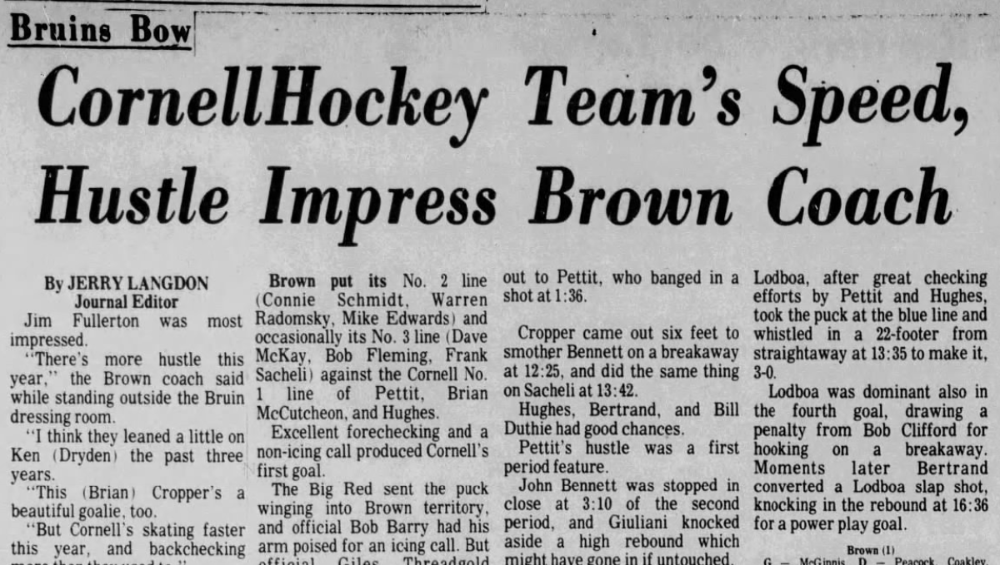 Bruins Bow
CornellHockey Team's Speed,
Hustle Impress Brown Coach
By JERRY LANGDON
Journal Editor
Jim Fullerton was most
impressed.
"There's more hustle this
year," the Brown coach said
while standing outside the Bruin
dressing room.
"I think they leaned a little on
Ken (Dryden) the past three
years.
"This (Brian) Cropper's a
beautiful goalie, too.
"But Cornell's skating faster
this year, and backchecking
more than they used to."
Brown put its No. 2 line
(Connie Schmidt, Warren
Radomsky, Mike Edwards) and
occasionally its No. 3 line (Dave
McKay, Bob Fleming, Frank
Sacheli) against the Cornell No.
1 line of Pettit, Brian
McCutcheon, and Hughes.
Excellent forechecking and a
non-icing call produced Cornell's
first goal.
The Big Red sent the puck
winging into Brown territory,
and official Bob Barry had his
arm poised for an icing call. But
official Giles Threadgold
out to Pettit, who banged in a
shot at 1:36.
Cropper came out six feet to
smother Bennett on a breakaway
at 12:25, and did the same thing
on Sacheli at 13:42.
Hughes, Bertrand, and Bill
Duthie had good chances.
Pettit's hustle was a first
period feature.
John Bennett was stopped in
close at 3:10 of the second
period, and Giuliani knocked
aside a high rebound which
might have gone in if untouched.
Lodboa, after great checking
efforts by Pettit and Hughes,
took the puck at the blue line and
whistled in a 22-footer from
straightaway at 13:35 to make it,
3-0.
Lodboa was dominant also in
the fourth goal, drawing a
penalty from Bob Clifford for
hooking on a breakaway.
Moments later Bertrand
converted a Lodboa slap shot,
knocking in the rebound at 16:36
for a power play goal.
Brown (1)
G — McGinnis, D — Peacock, Coakley,